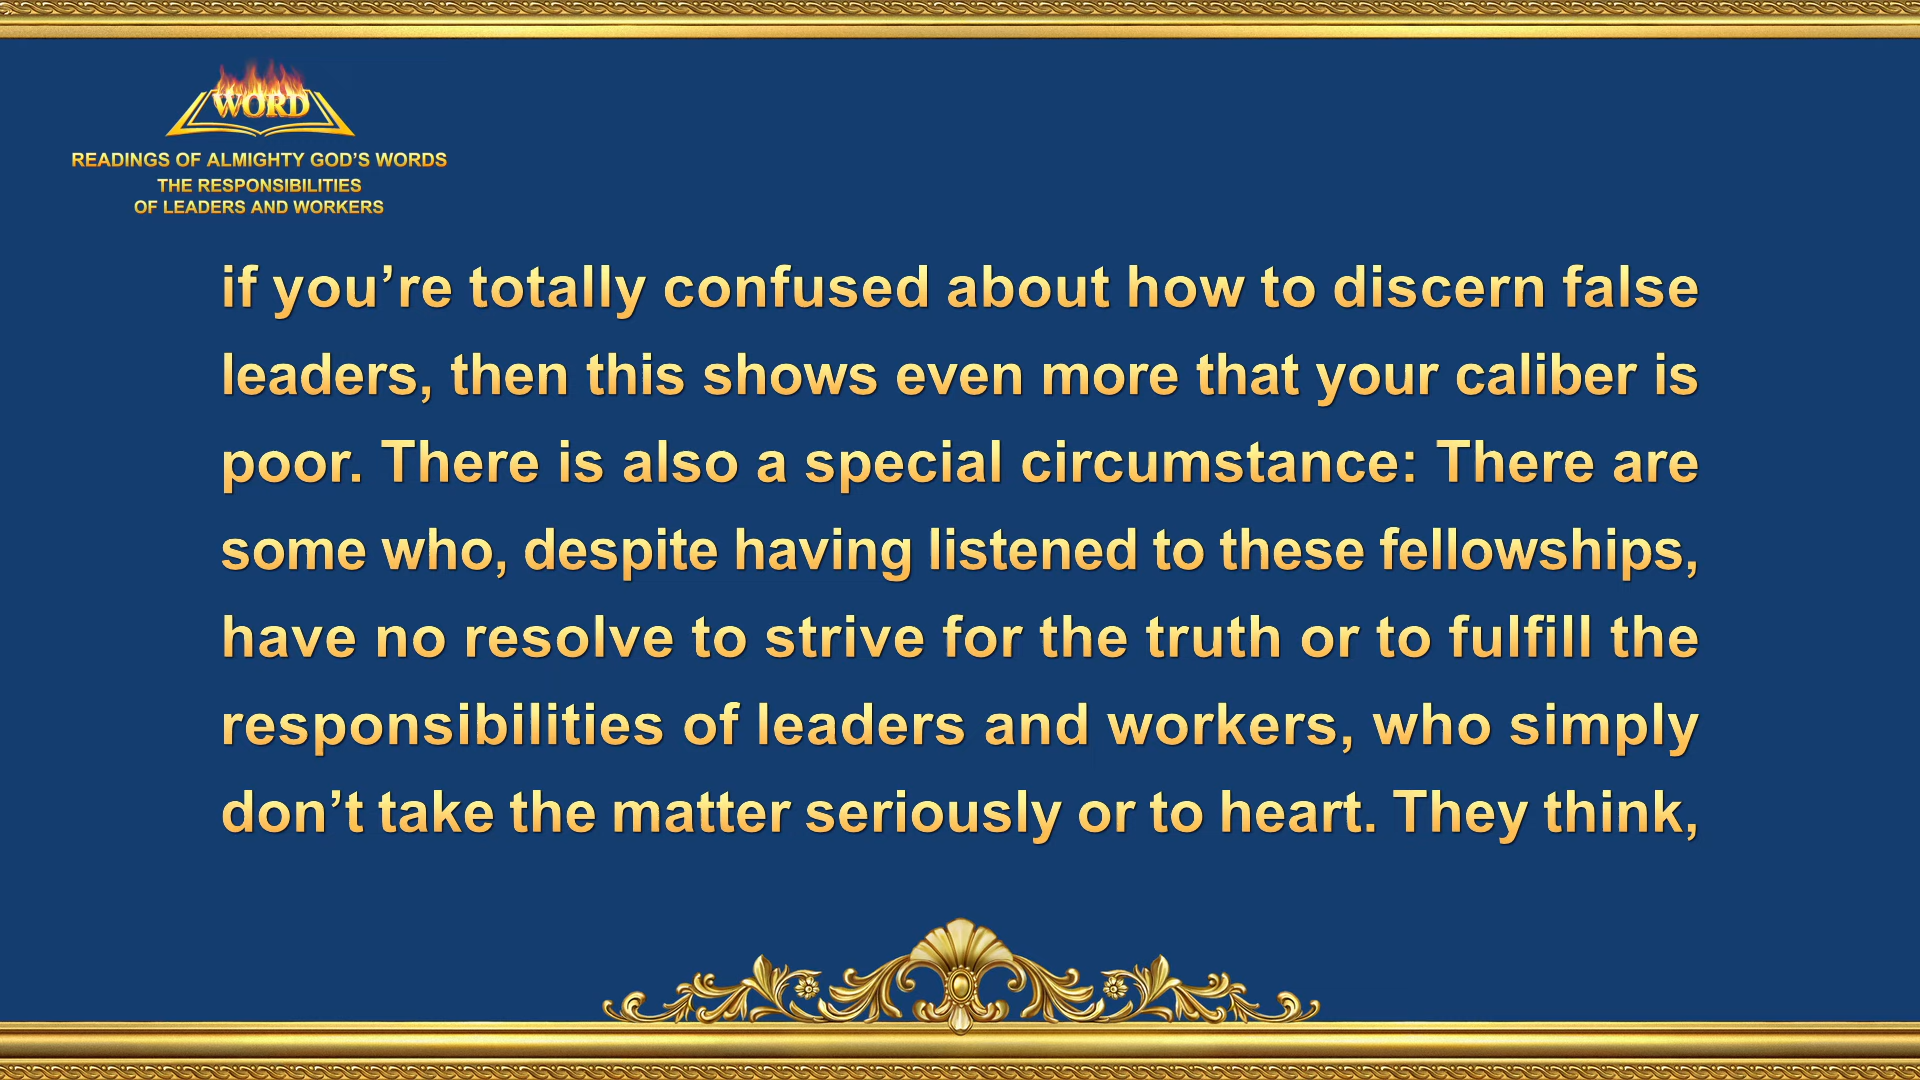 WORD
READINGS OF ALMIGHTY GOD’S WORDS
THE RESPONSIBILITIES
OF LEADERS AND WORKERS
if you’re totally confused about how to discern false
leaders, then this shows even more that your caliber is
poor. There is also a special circumstance: There are
some who, despite having listened to these fellowships,
have no resolve to strive for the truth or to fulfill the
responsibilities of leaders and workers, who simply
don’t take the matter seriously or to heart. They think,